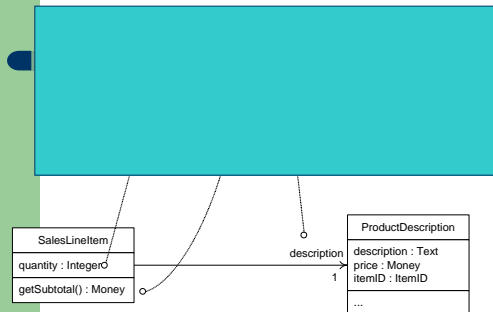 SalesLineItem
quantity : Integer
getSubtotal() : Money
description
1
ProductDescription
description : Text
price : Money
itemID : ItemID
...